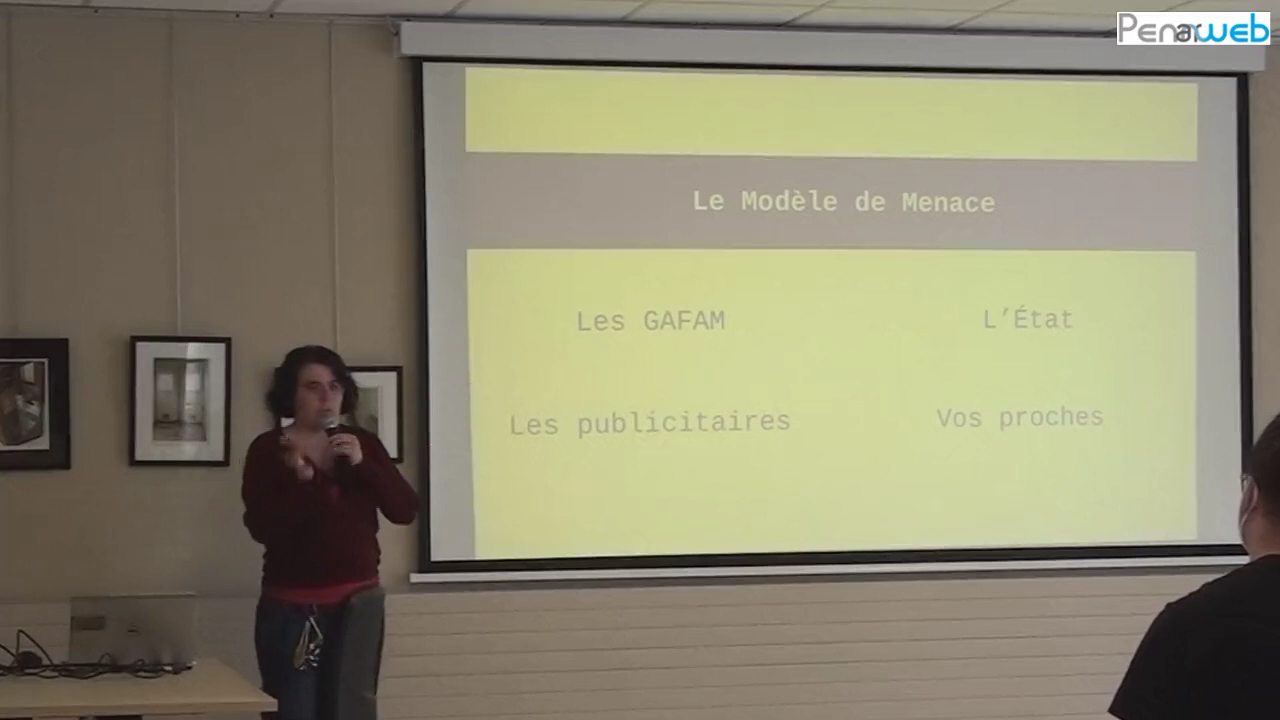 Penarweb
Le Modèle de Menace
Les GAFAM
L'État
Les publicitaires
Vos proches